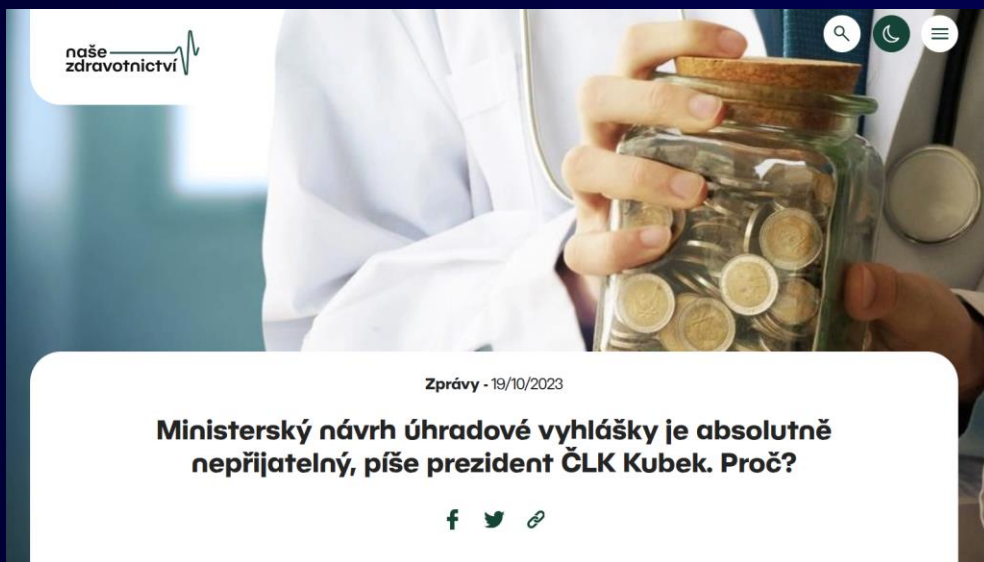 naše
zdravotnictví
Zprávy - 19/10/2023
Ministerský návrh úhradové vyhlášky je absolutně
nepřijatelný, píše prezident ČLK Kubek. Proč?